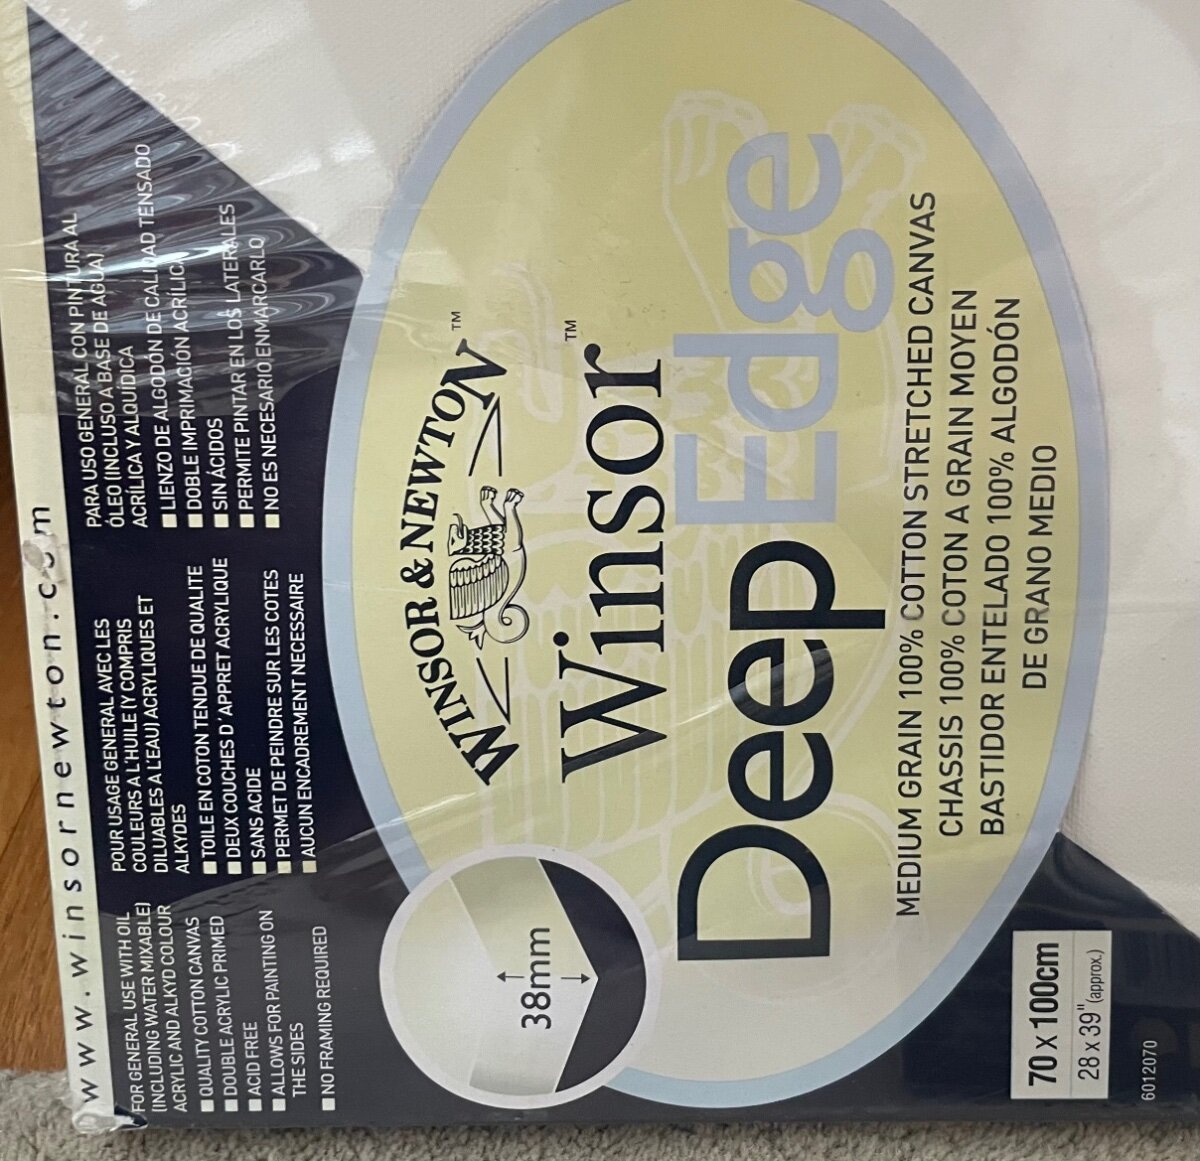 www.winsornewton.com
FOR GENERAL USE WITH OIL
(INCLUDING WATER MIXABLE)
ACRYLIC AND ALKYD COLOUR
■ QUALITY COTTON CANVAS
■ DOUBLE ACRYLIC PRIMED
■ ACID FREE
■ ALLOWS FOR PAINTING ON
THE SIDES
■ NO FRAMING REQUIRED
POUR USAGE GENERAL AVEC LES
COULEURS A L'HUILE (Y COMPRIS
DILUABLES A L'EAU) ACRYLIQUES ET
ALKYDES
■ TOILE EN COTON TENDUE DE QUALITE
■ DEUX COUCHES D'APPRET ACRYLIQUE
■ SANS ACIDE
■ PERMET DE PEINDRE SUR LES COTES
■ AUCUN ENCADREMENT NECESSAIRE
PARA USO GENERAL CON PINTURA AL
ÓLEO (INCLUSO A BASE DE AGUA)
ACRÍLICA Y ALQUÍDICA
■ LIENZO DE ALGODÓN DE CALIDAD TENSADO
■ DOBLE IMPRIMACIÓN ACRÍLICA
■ SIN ÁCIDOS
■ PERMITE PINTAR EN LOS LATERALES
■ NO ES NECESARIO ENMARCARLO
WINSOR & NEWTON™
38mm
Winsor™
Deep Edge
MEDIUM GRAIN 100% COTTON STRETCHED CANVAS
CHASSIS 100% COTON A GRAIN MOYEN
BASTIDOR ENTELADO 100% ALGODÓN
DE GRANO MEDIO
70 x 100cm
28 x 39" (approx.)
6012070